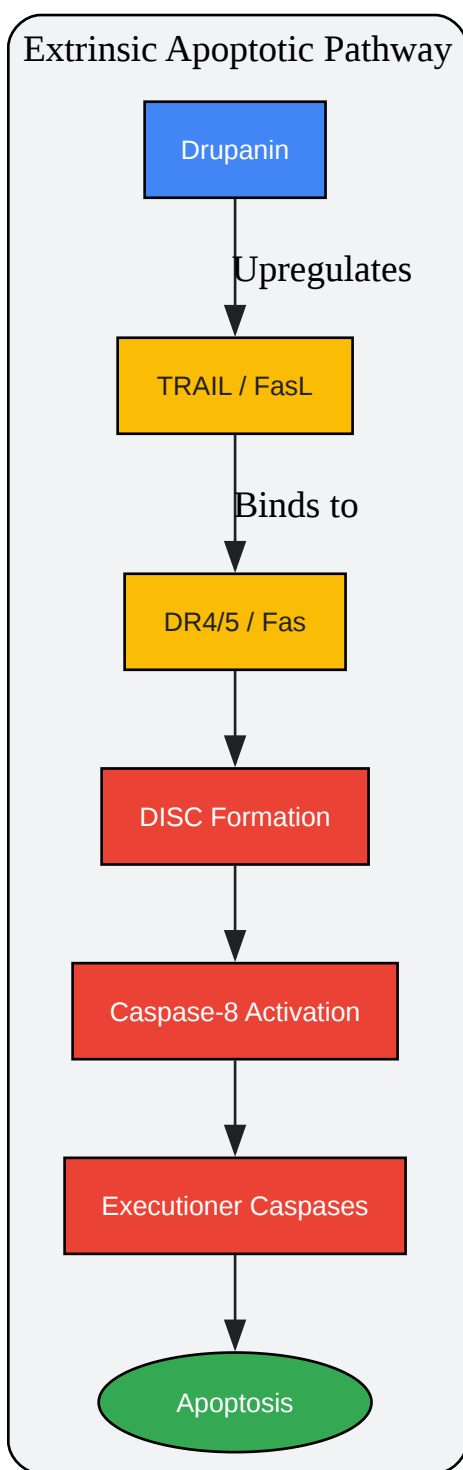 Extrinsic Apoptotic Pathway
Drupanin
Upregulates
TRAIL / FasL
Binds to
DR4/5 / Fas
DISC Formation
Caspase-8 Activation
Executioner Caspases
Apoptosis